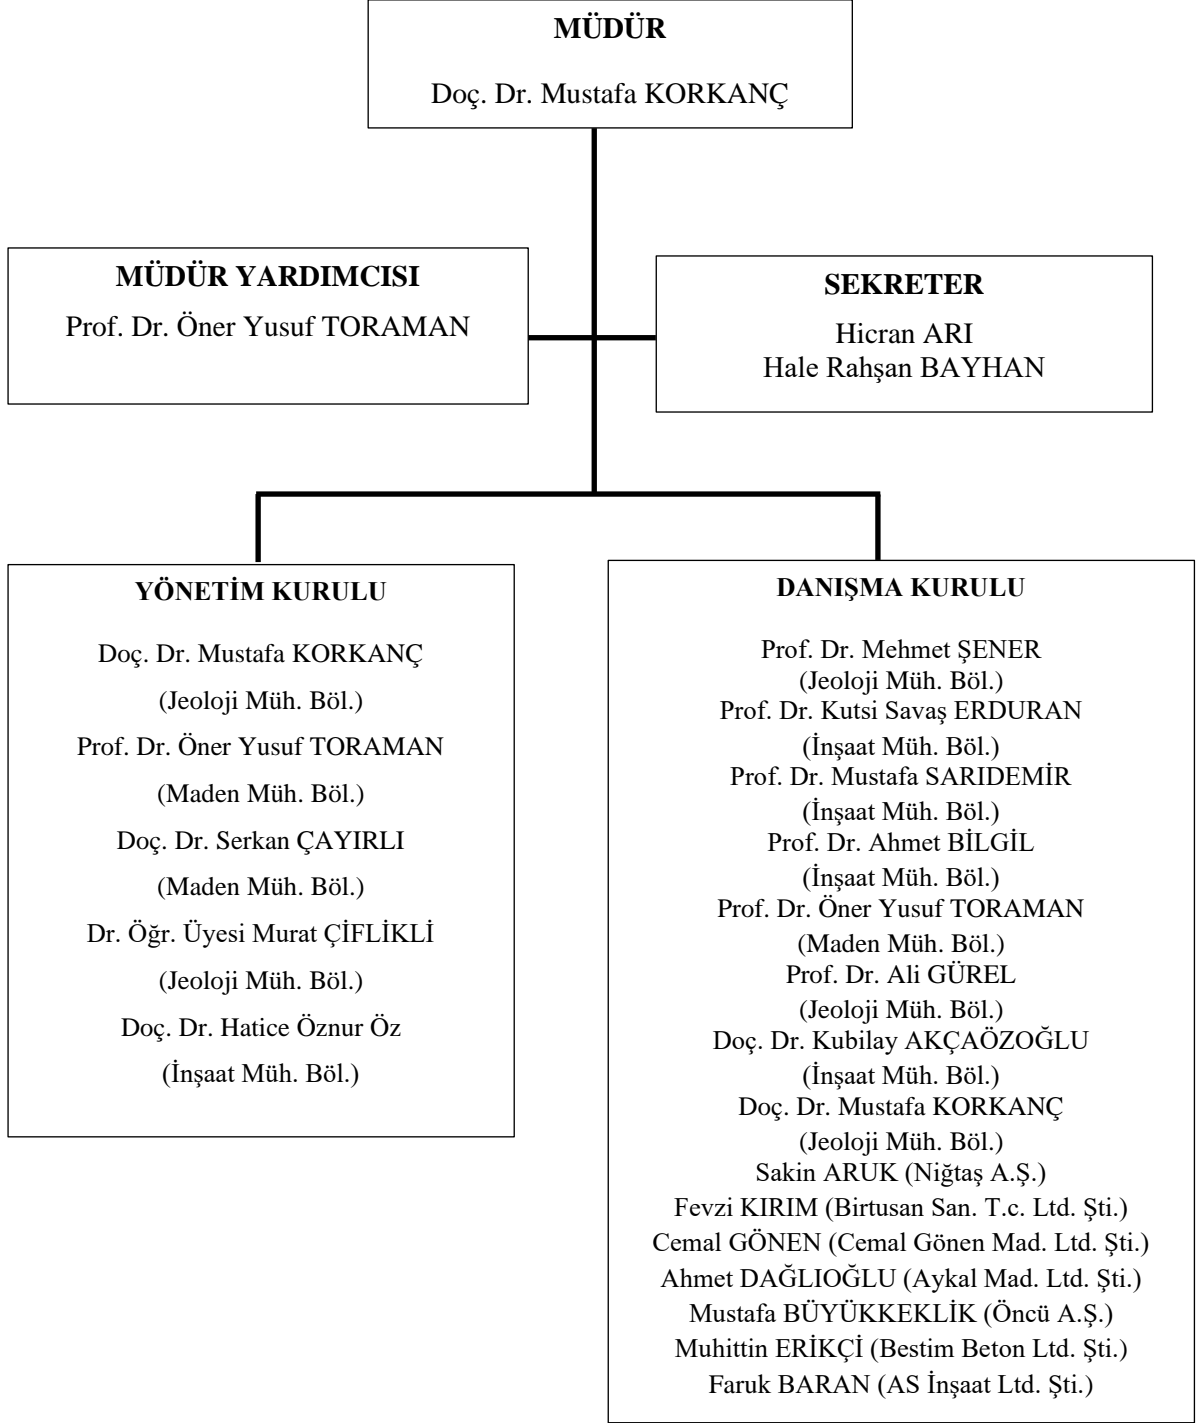 MÜDÜR
Doç. Dr. Mustafa KORKANÇ
MÜDÜR YARDIMCISI
Prof. Dr. Öner Yusuf TORAMAN
SEKRETER
Hicran ARI
Hale Rahşan BAYHAN
YÖNETİM KURULU
Doç. Dr. Mustafa KORKANÇ
(Jeoloji Müh. Böl.)
Prof. Dr. Öner Yusuf TORAMAN
(Maden Müh. Böl.)
Doç. Dr. Serkan ÇAYIRLI
(Maden Müh. Böl.)
Dr. Öğr. Üyesi Murat ÇİFLİKLİ
(Jeoloji Müh. Böl.)
Doç. Dr. Hatice Öznur Öz
(İnşaat Müh. Böl.)
DANIŞMA KURULU
Prof. Dr. Mehmet ŞENER
(Jeoloji Müh. Böl.)
Prof. Dr. Kutsi Savaş ERDURAN
(İnşaat Müh. Böl.)
Prof. Dr. Mustafa SARIDEMİR
(İnşaat Müh. Böl.)
Prof. Dr. Ahmet BİLGİL
(İnşaat Müh. Böl.)
Prof. Dr. Öner Yusuf TORAMAN
(Maden Müh. Böl.)
Prof. Dr. Ali GÜREL
(Jeoloji Müh. Böl.)
Doç. Dr. Kubilay AKÇAÖZOĞLU
(İnşaat Müh. Böl.)
Doç. Dr. Mustafa KORKANÇ
(Jeoloji Müh. Böl.)
Sakin ARUK (Niğtaş A.Ş.)
Fevzi KIRIM (Birtusan San. T.c. Ltd. Şti.)
Cemal GÖNEN (Cemal Gönen Mad. Ltd. Şti.)
Ahmet DAĞLIOĞLU (Aykal Mad. Ltd. Şti.)
Mustafa BÜYÜKKEKLİK (Öncü A.Ş.)
Muhittin ERİKÇİ (Bestim Beton Ltd. Şti.)
Faruk BARAN (AS İnşaat Ltd. Şti.)